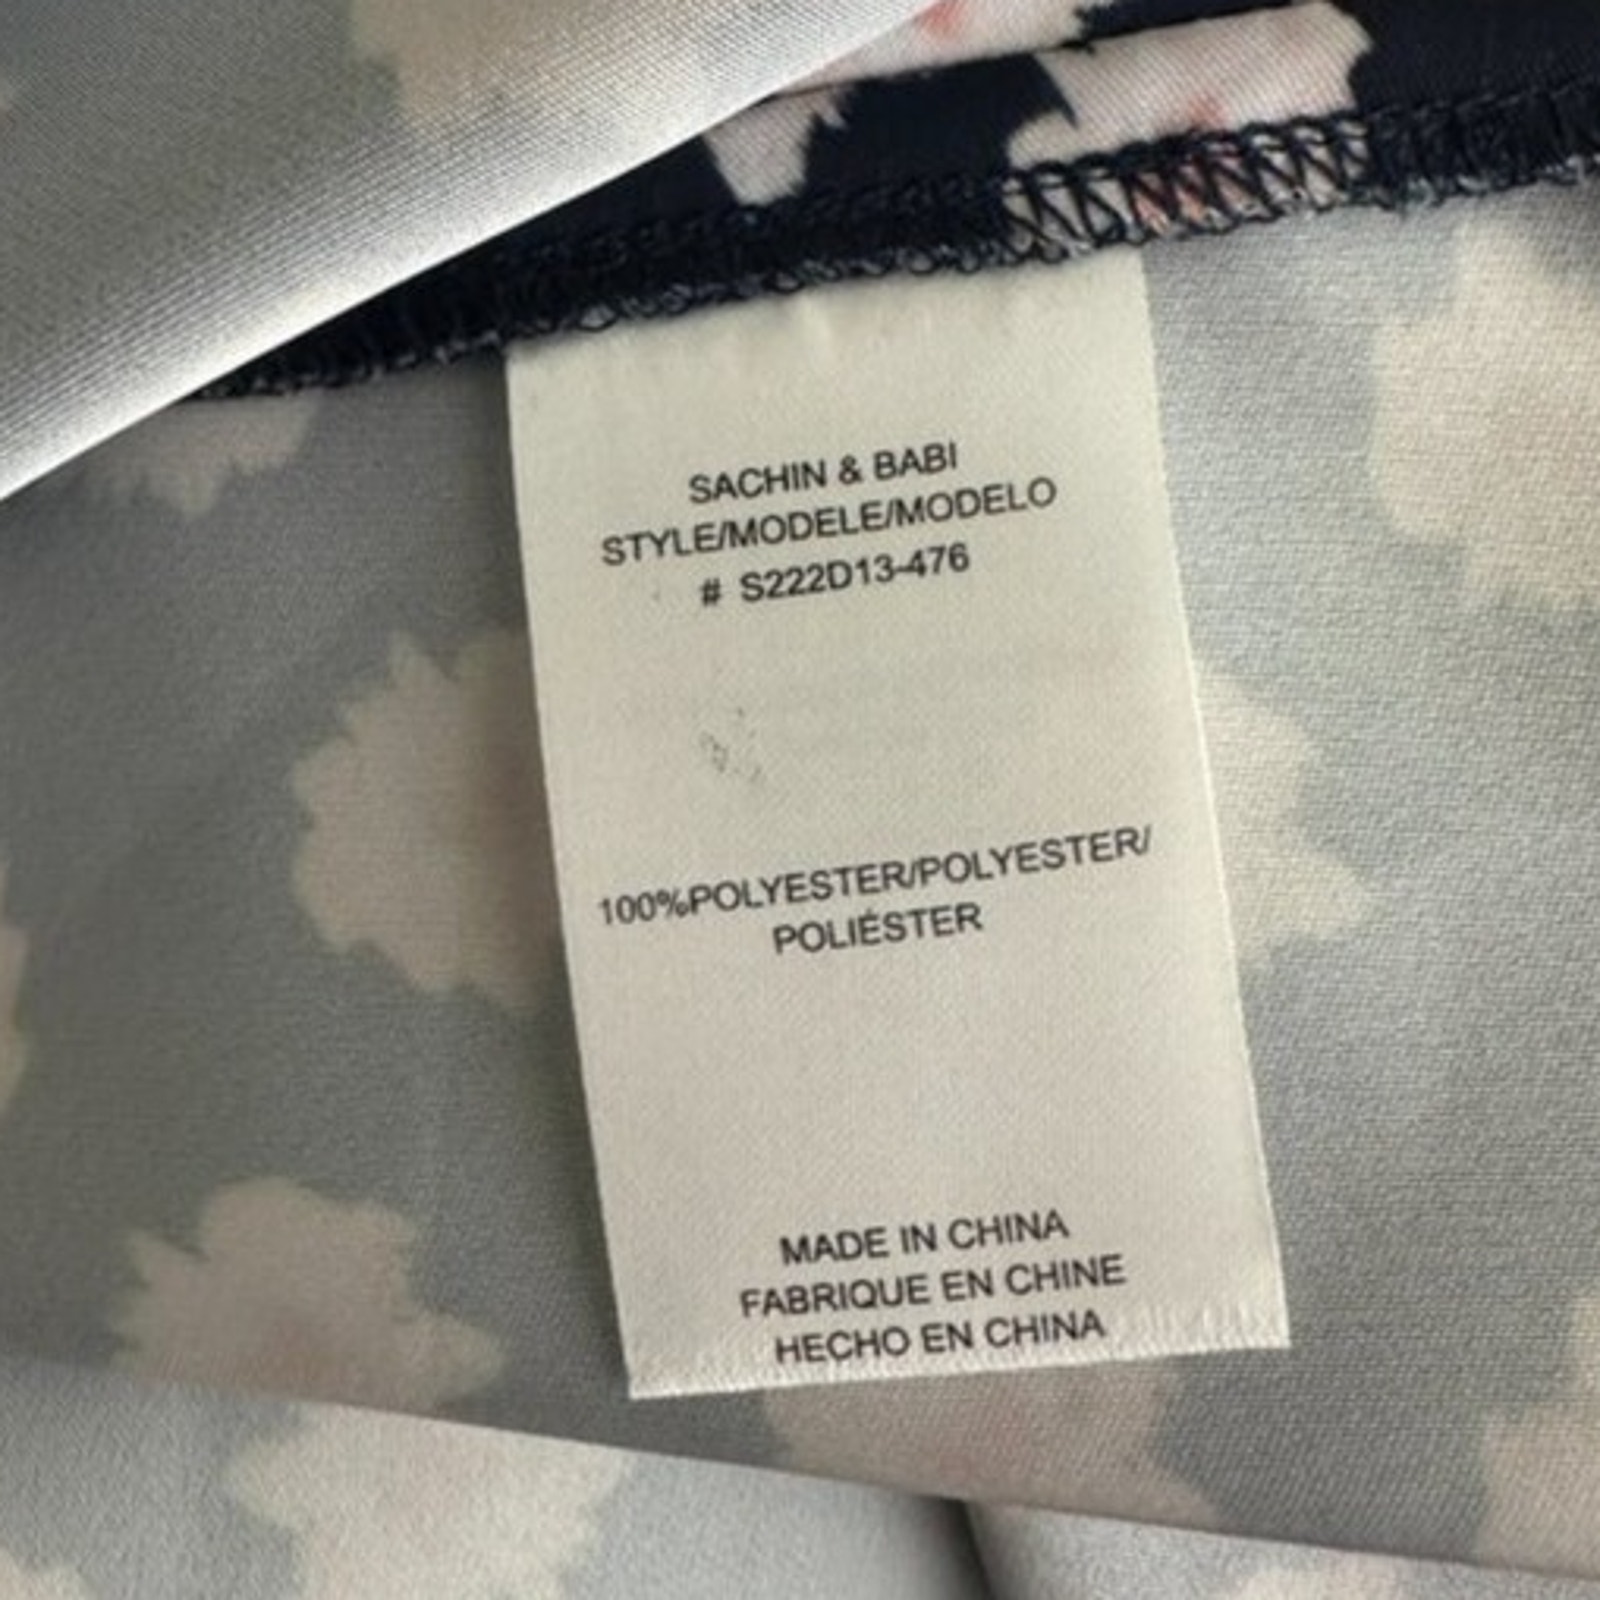 SACHIN & BABI
STYLE/MODELE/MODELO
# S222D13-476
100%POLYESTER/POLYESTER/
POLIÉSTER
MADE IN CHINA
FABRIQUE EN CHINE
HECHO EN CHINA